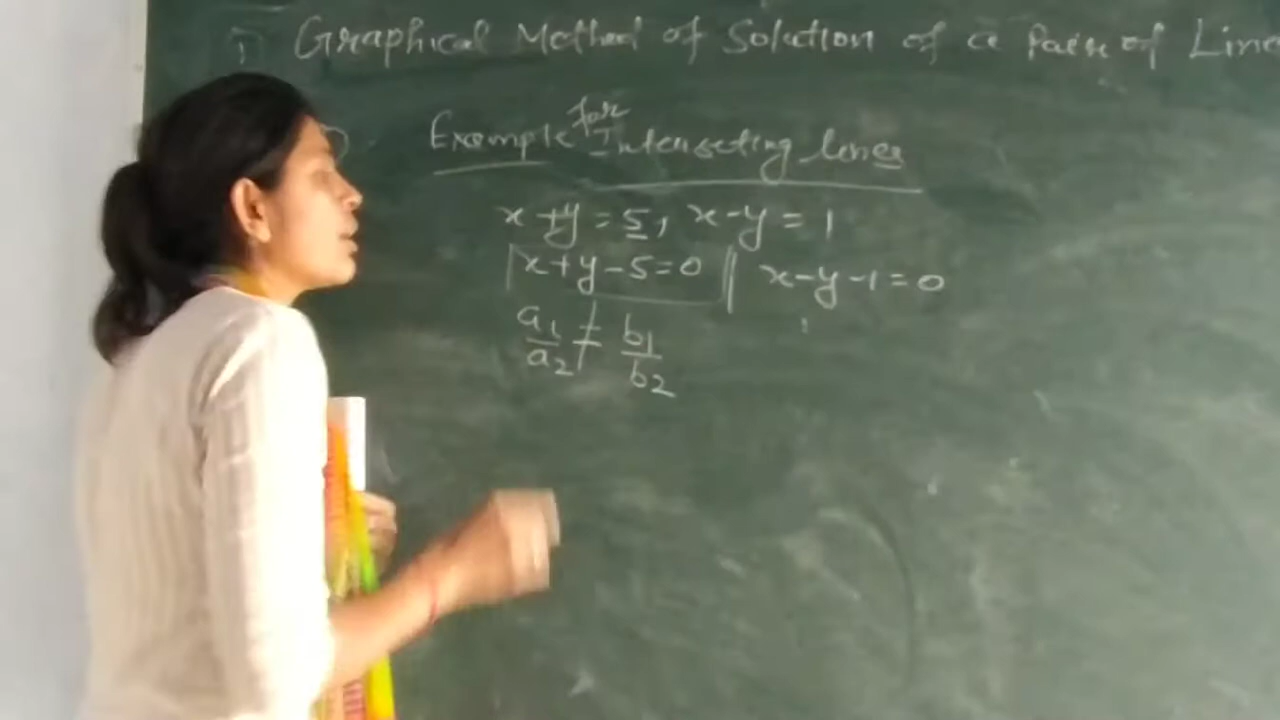 1) Graphical Method of Solution of a Pair of Line
Example for Intersecting lines
x+y=5, x-y=1
x+y-5=0 || x-y-1=0
a₁/a₂ ≠ b₁/b₂